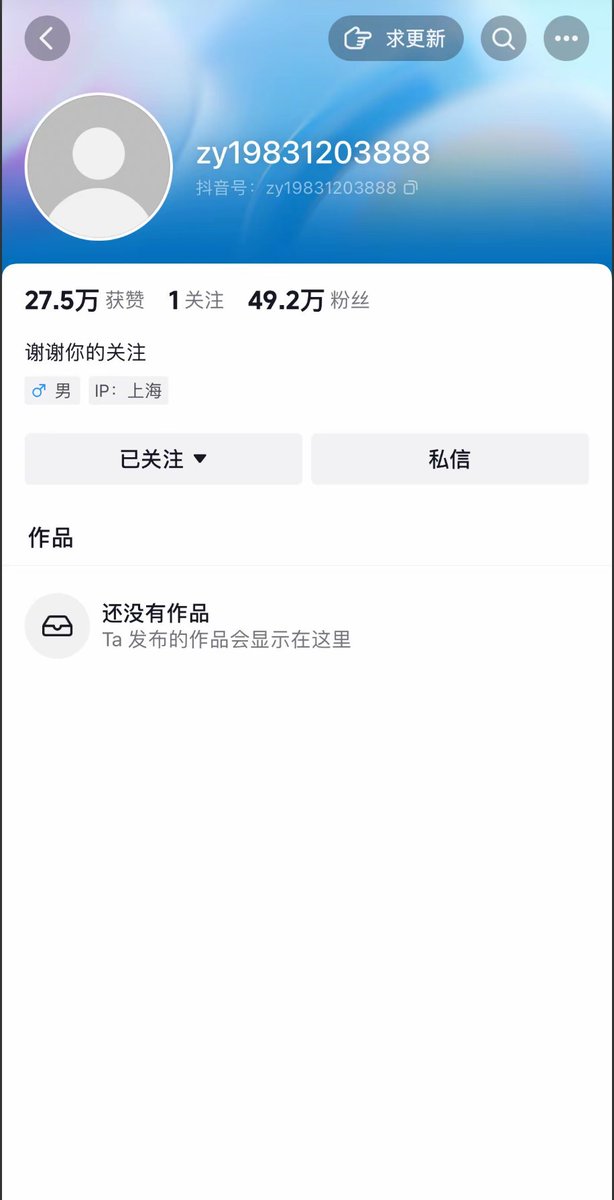 求更新
zy19831203888
抖音号：zy19831203888
27.5万 获赞 1 关注 49.2万 粉丝
谢谢你的关注
男 IP：上海
已关注 私信
作品
还没有作品
Ta 发布的作品会显示在这里